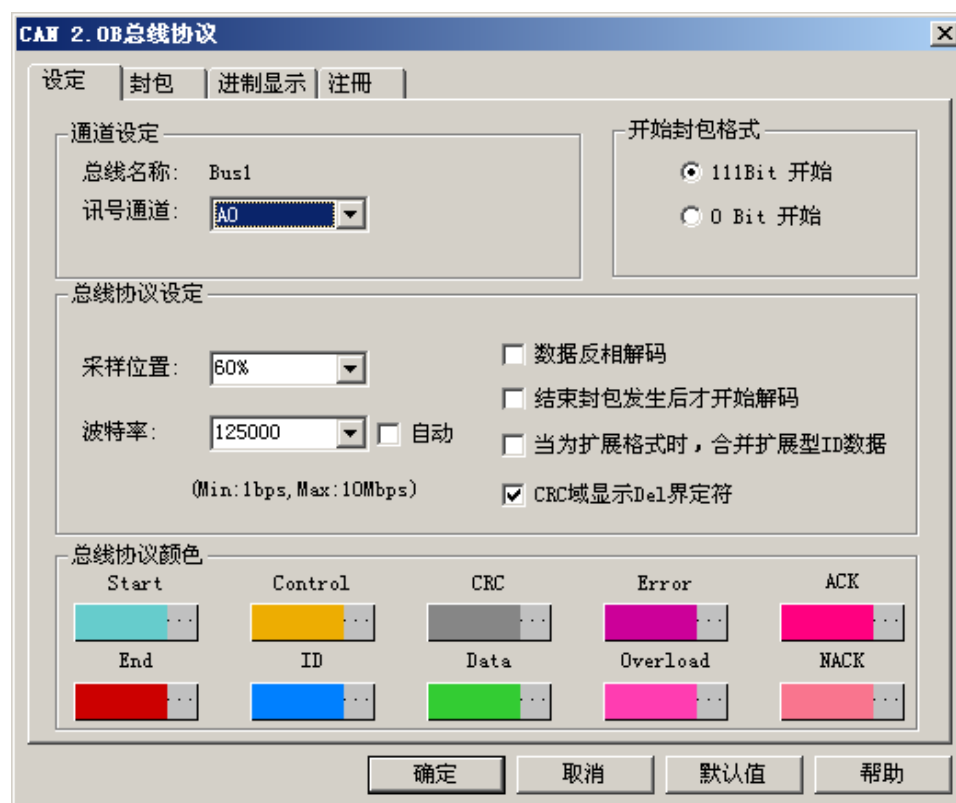 CAN 2.0B总线协议
设定 封包 进制显示 注册
通道设定
总线名称: Bus1
讯号通道: A0
开始封包格式
111Bit 开始
0 Bit 开始
总线协议设定
采样位置: 60%
波特率: 125000 自动
(Min:1bps,Max:10Mbps)
数据反相解码
结束封包发生后才开始解码
当为扩展格式时，合并扩展型ID数据
CRC域显示Del界定符
总线协议颜色
Start Control CRC Error ACK
... ... ... ... ...
End ID Data Overload NACK
... ... ... ... ...
确定 取消 默认值 帮助